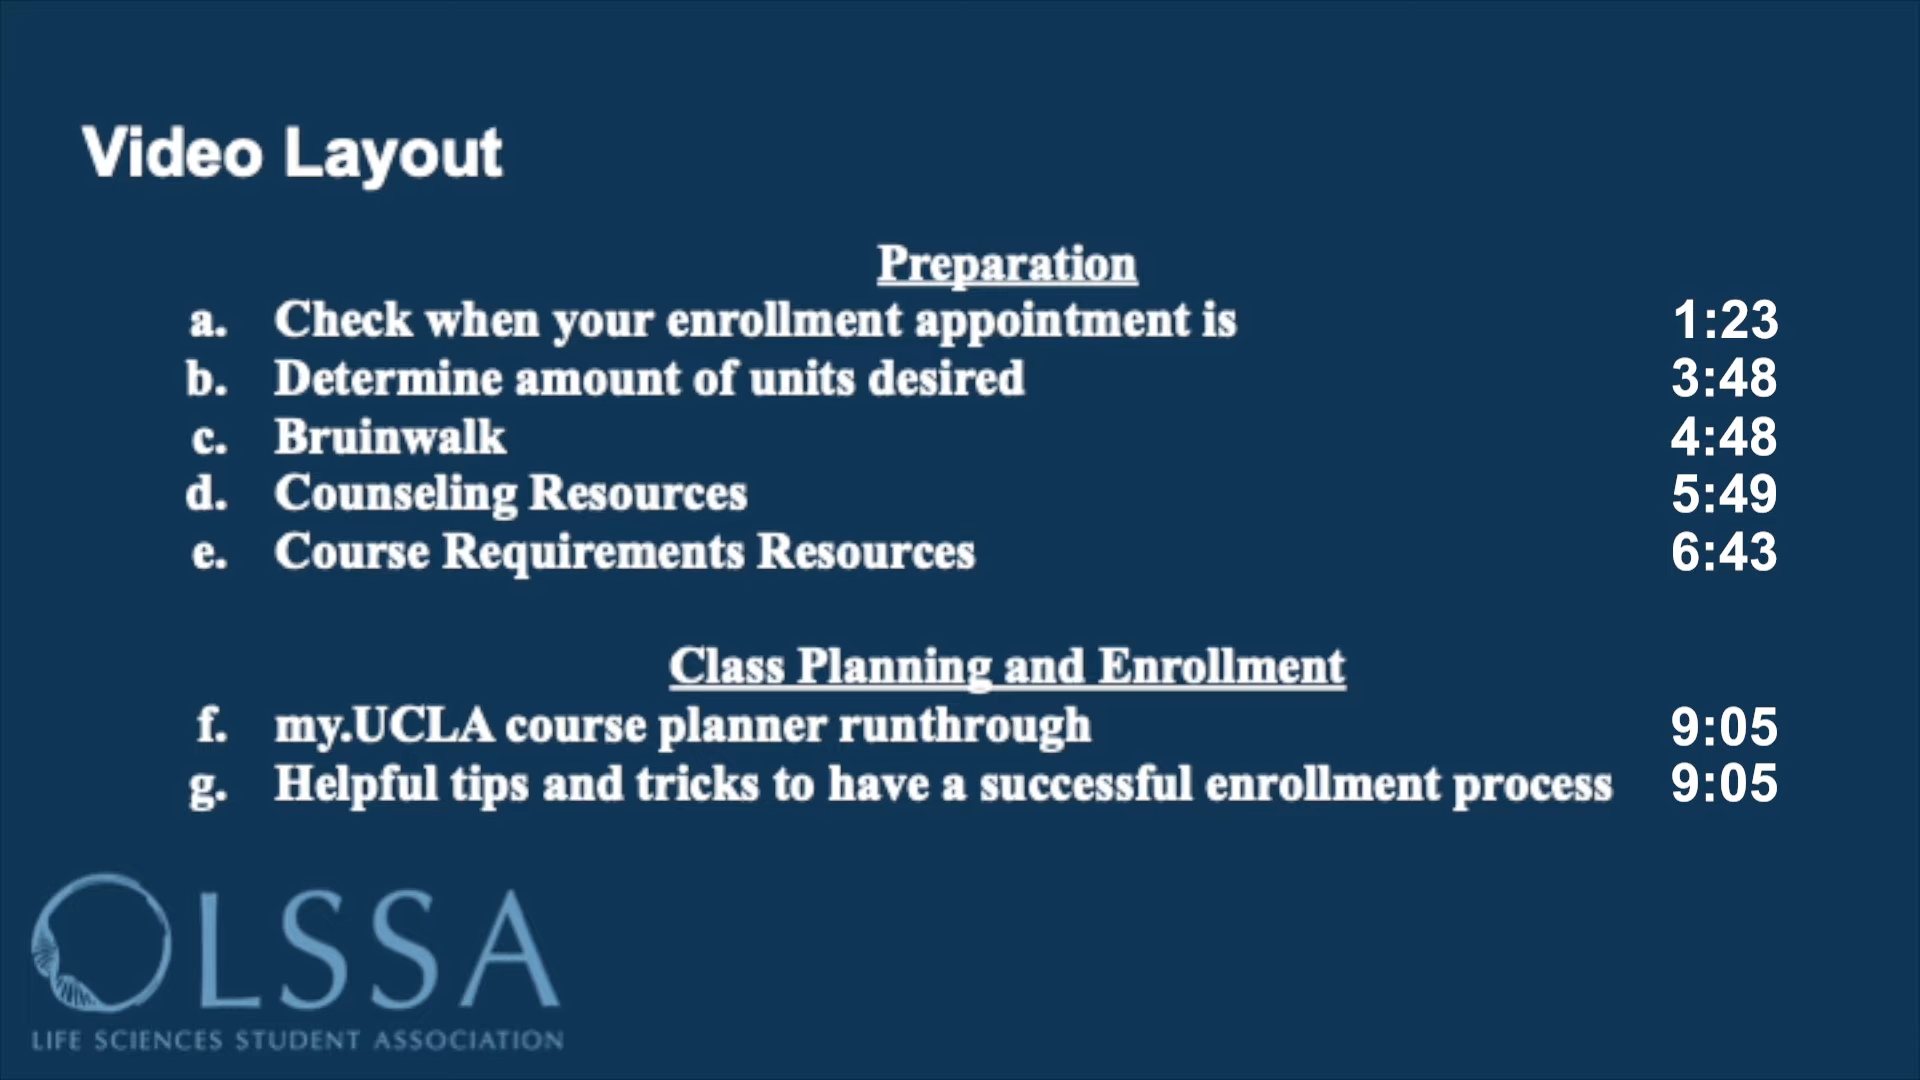 Video Layout
Preparation
a. Check when your enrollment appointment is 1:23
b. Determine amount of units desired 3:48
c. Bruinwalk 4:48
d. Counseling Resources 5:49
e. Course Requirements Resources 6:43
Class Planning and Enrollment
f. my.UCLA course planner runthrough 9:05
g. Helpful tips and tricks to have a successful enrollment process 9:05
LSSA
LIFE SCIENCES STUDENT ASSOCIATION